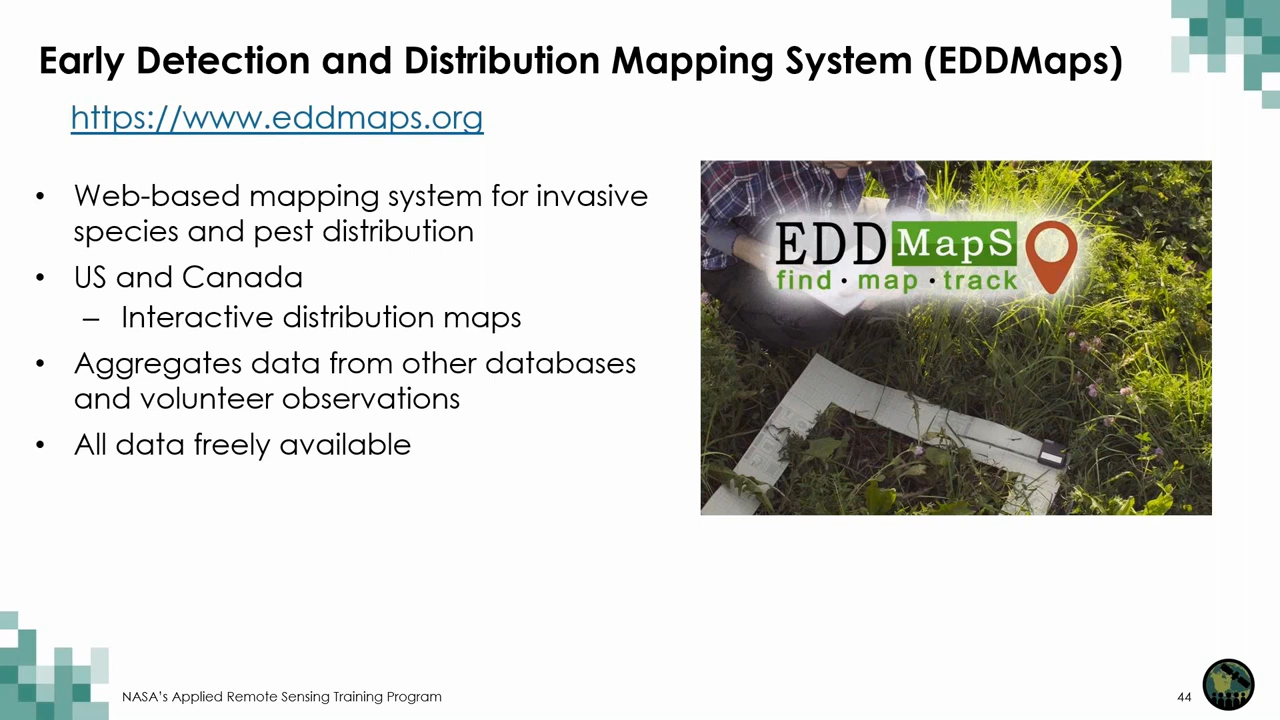 Early Detection and Distribution Mapping System (EDDMaps)
https://www.eddmaps.org
• Web-based mapping system for invasive
species and pest distribution
• US and Canada
– Interactive distribution maps
• Aggregates data from other databases
and volunteer observations
• All data freely available
EDDMapS
find · map · track
NASA's Applied Remote Sensing Training Program
44